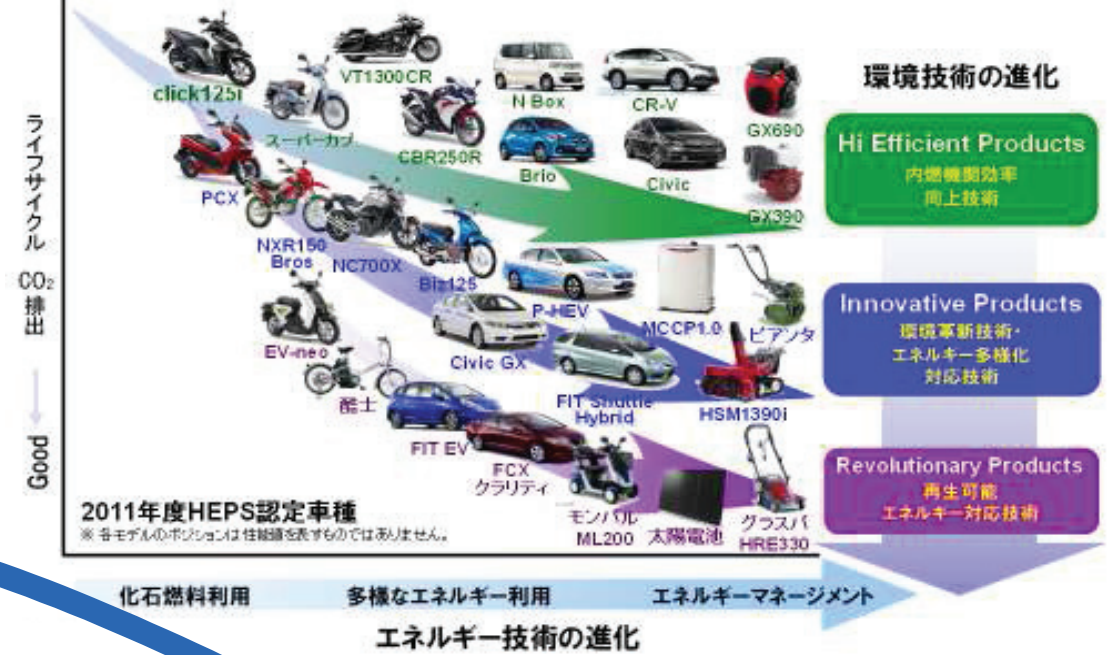 ライフサイクル
CO₂
排出
Good
click125i
VT1300CR
スーパーカブ
CBR250R
N Box
CR-V
GX690
Brio
Civic
GX390
PCX
NXR150
Bros
NC700X
Biz125
P-HEV
MCCP1.0
ピアンタ
EV-neo
酷士
Civic GX
FIT Shuttle
Hybrid
HSM1390i
FIT EV
FCX
クラリティ
モンパル
ML200
太陽電池
グラスパ
HRE330
環境技術の進化
Hi Efficient Products
内燃機関効率
向上技術
Innovative Products
環境革新技術・
エネルギー多様化
対応技術
Revolutionary Products
再生可能
エネルギー対応技術
2011年度HEPS認定車種
※ 各モデルのポジションは性能値を表すものではありません。
化石燃料利用
多様なエネルギー利用
エネルギーマネージメント
エネルギー技術の進化